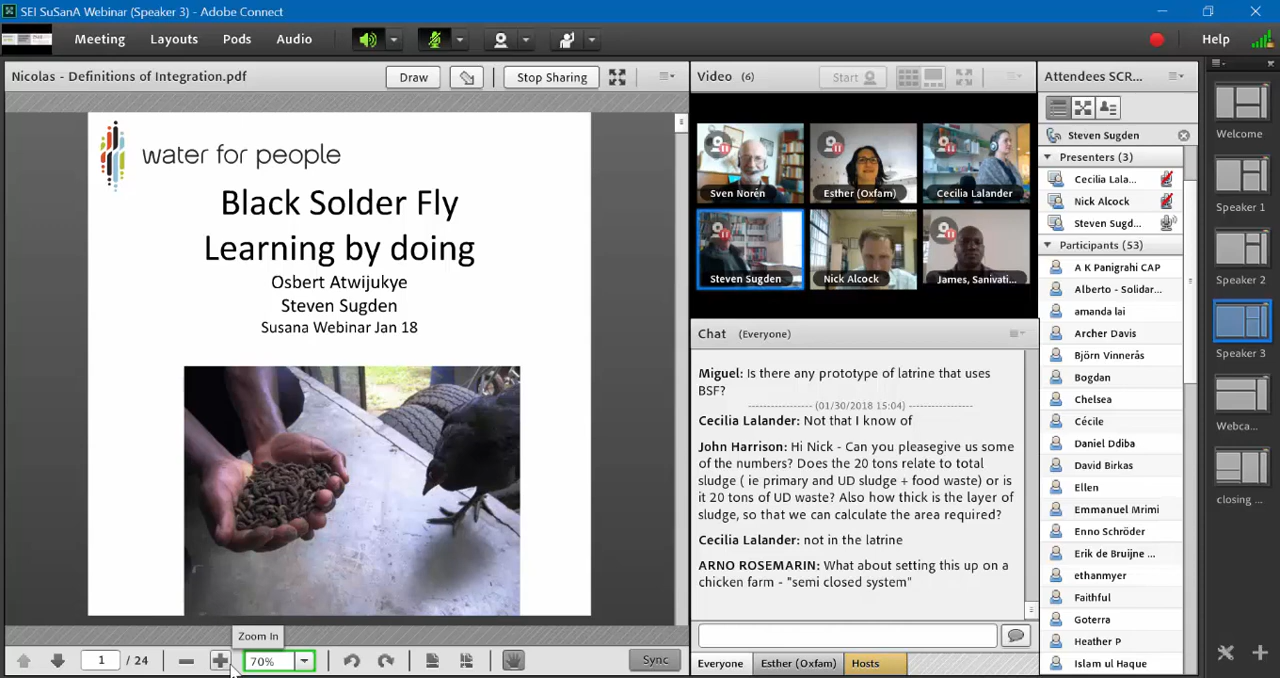 SEI SuSanA Webinar (Speaker 3) - Adobe Connect
Meeting Layouts Pods Audio Help
Nicolas - Definitions of Integration.pdf
Draw
Stop Sharing
water for people
Black Solder Fly
Learning by doing
Osbert Atwijukye
Steven Sugden
Susana Webinar Jan 18
Zoom In
1 / 24
70%
Sync
Video (6)
Start
Sven Norén
Esther (Oxfam)
Cecilia Lalander
Steven Sugden
Nick Alcock
James, Sanivati...
Chat (Everyone)
Miguel: Is there any prototype of latrine that uses
BSF?
------------------ (01/30/2018 15:04) ------------------
Cecilia Lalander: Not that I know of
John Harrison: Hi Nick - Can you pleasegive us some
of the numbers? Does the 20 tons relate to total
sludge ( ie primary and UD sludge + food waste) or is
it 20 tons of UD waste? Also how thick is the layer of
sludge, so that we can calculate the area required?
Cecilia Lalander: not in the latrine
ARNO ROSEMARIN: What about setting this up on a
chicken farm - "semi closed system"
Everyone
Esther (Oxfam)
Hosts
Attendees SCR...
Steven Sugden
Presenters (3)
Cecilia Lala...
Nick Alcock
Steven Sugd...
Participants (53)
A K Panigrahi CAP
Alberto - Solidar...
amanda lai
Archer Davis
Björn Vinnerås
Bogdan
Chelsea
Cécile
Daniel Ddiba
David Birkas
Ellen
Emmanuel Mrimi
Enno Schröder
Erik de Bruijne ...
ethanmyer
Faithful
Goterra
Heather P
Islam ul Haque
Welcome
Speaker 1
Speaker 2
Speaker 3
Webca...
closing ...